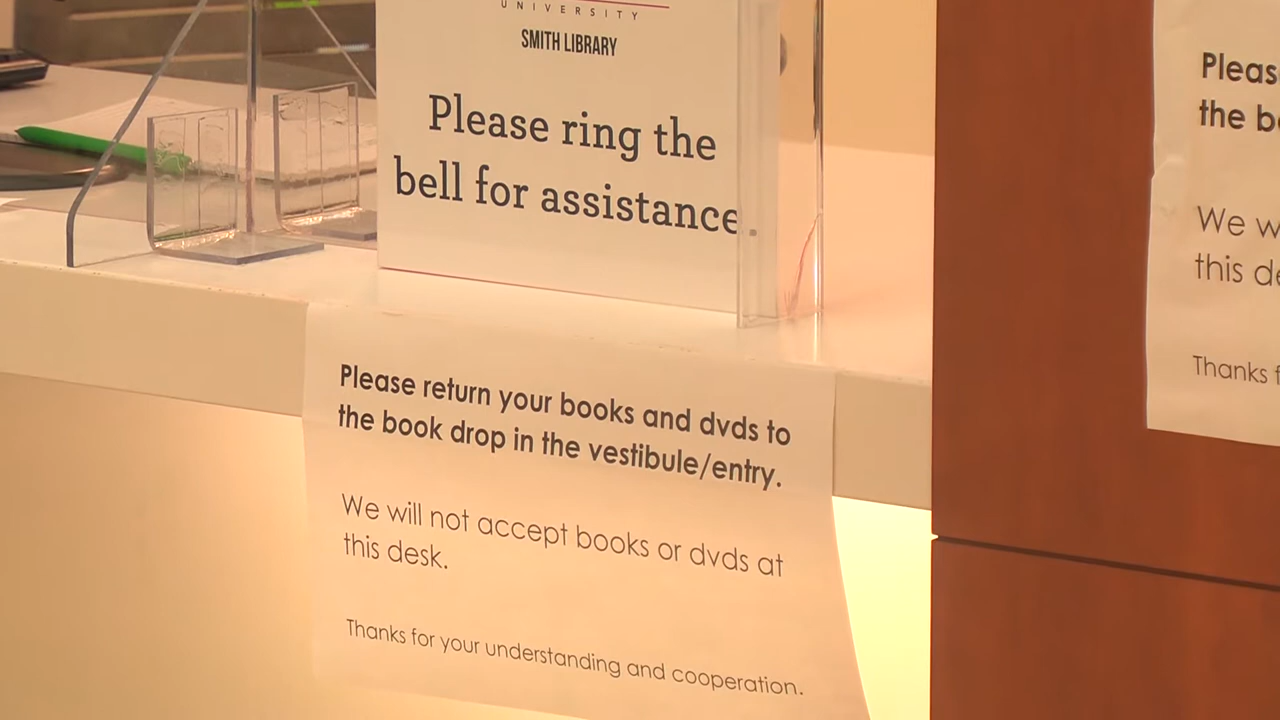 UNIVERSITY
SMITH LIBRARY
Please ring the
bell for assistance.
Please return your books and dvds to
the book drop in the vestibule/entry.
We will not accept books or dvds at
this desk.
Thanks for your understanding and cooperation.
Pleas
the b
We w
this de
Thanks f